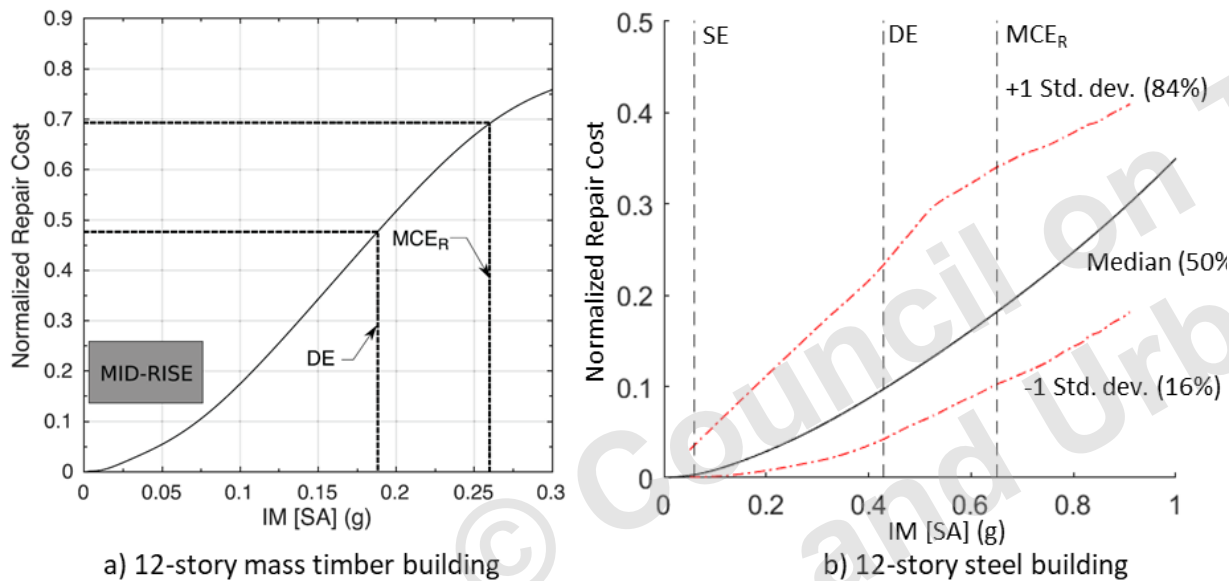 0.9
0.8
0.7
0.6
0.5
0.4
0.3
0.2
0.1
0
Normalized Repair Cost
MCER
DE
MID-RISE
0 0.05 0.1 0.15 0.2 0.25 0.3
IM [SA] (g)
a) 12-story mass timber building
0.5
0.4
0.3
0.2
0.1
0
Normalized Repair Cost
SE DE MCER
+1 Std. dev. (84%)
Median (50%
-1 Std. dev. (16%)
0 0.2 0.4 0.6 0.8 1
IM [SA] (g)
b) 12-story steel building
© Council on T
and Urb